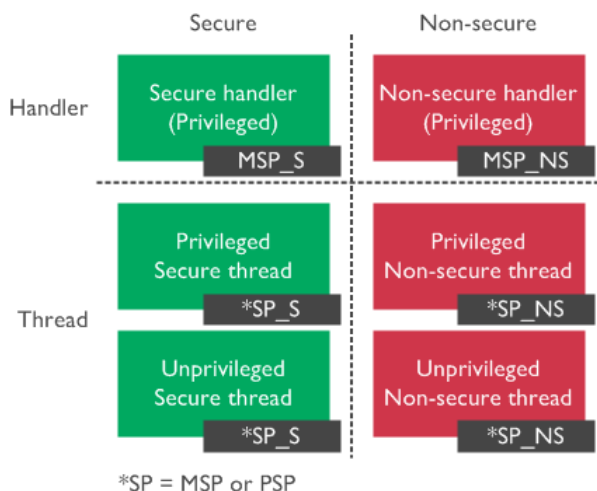 Secure
Non-secure
Handler
Secure handler
(Privileged)
MSP_S
Non-secure handler
(Privileged)
MSP_NS
Thread
Privileged
Secure thread
*SP_S
Privileged
Non-secure thread
*SP_NS
Unprivileged
Secure thread
*SP_S
Unprivileged
Non-secure thread
*SP_NS
*SP = MSP or PSP